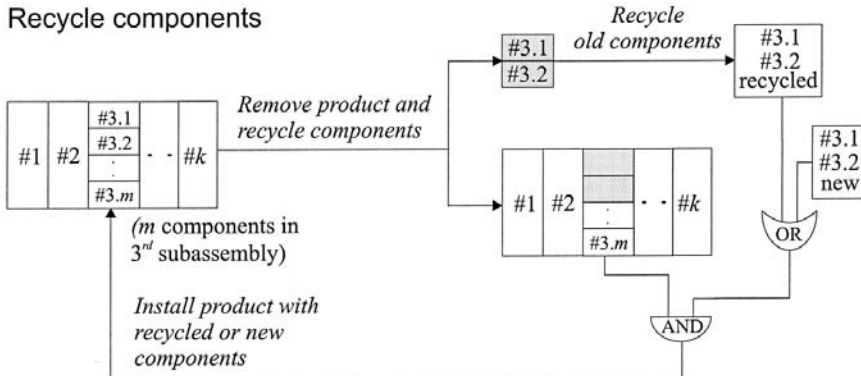 Recycle components
#1 #2 #3.1 #3.2 . . #3.m - - #k
Remove product and
recycle components
(m components in
3rd subassembly)
Install product with
recycled or new
components
#3.1
#3.2
Recycle
old components
#3.1
#3.2
recycled
#3.1
#3.2
new
#1 #2 . . #3.m - - #k
OR
AND